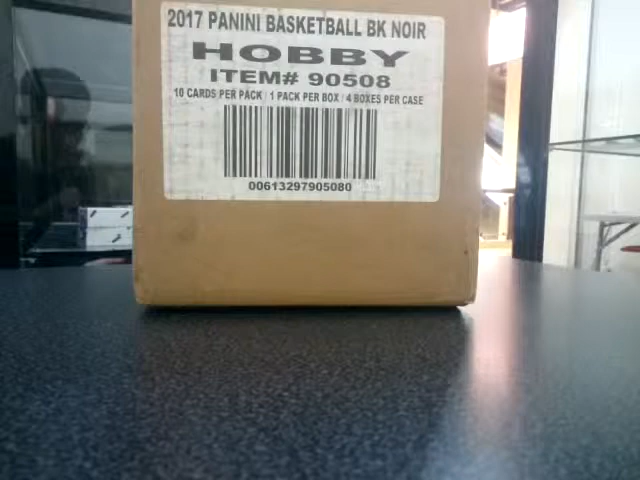 2017 PANINI BASKETBALL BK NOIR
HOBBY
ITEM# 90508
10 CARDS PER PACK | 1 PACK PER BOX | 4 BOXES PER CASE
00613297905080